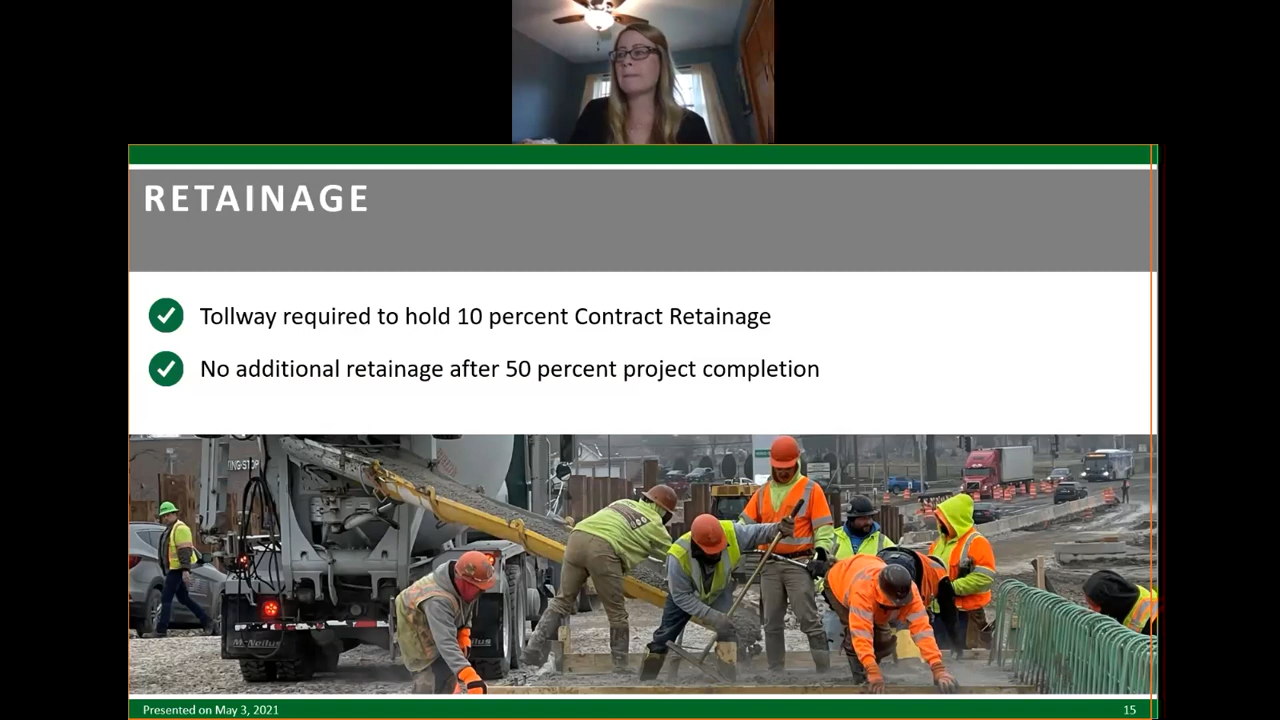 RETAINAGE
Tollway required to hold 10 percent Contract Retainage
No additional retainage after 50 percent project completion
McNeilus
Presented on May 3, 2021
15